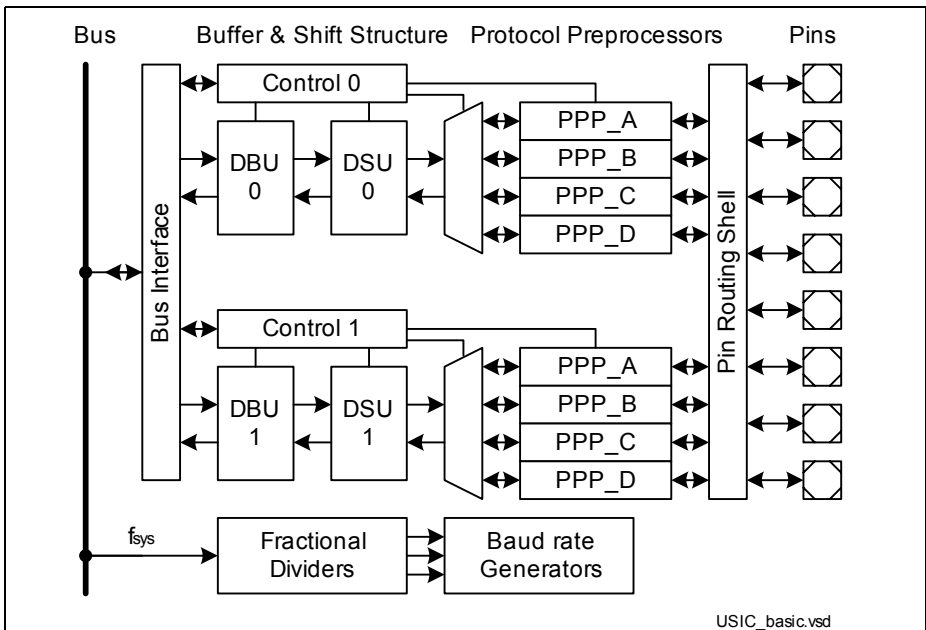 Bus Buffer & Shift Structure Protocol Preprocessors Pins
Control 0
PPP_A
DBU
0
DSU
0
PPP_B
PPP_C
PPP_D
Bus Interface
Pin Routing Shell
Control 1
PPP_A
DBU
1
DSU
1
PPP_B
PPP_C
PPP_D
fsys
Fractional
Dividers
Baud rate
Generators
USIC_basic.vsd